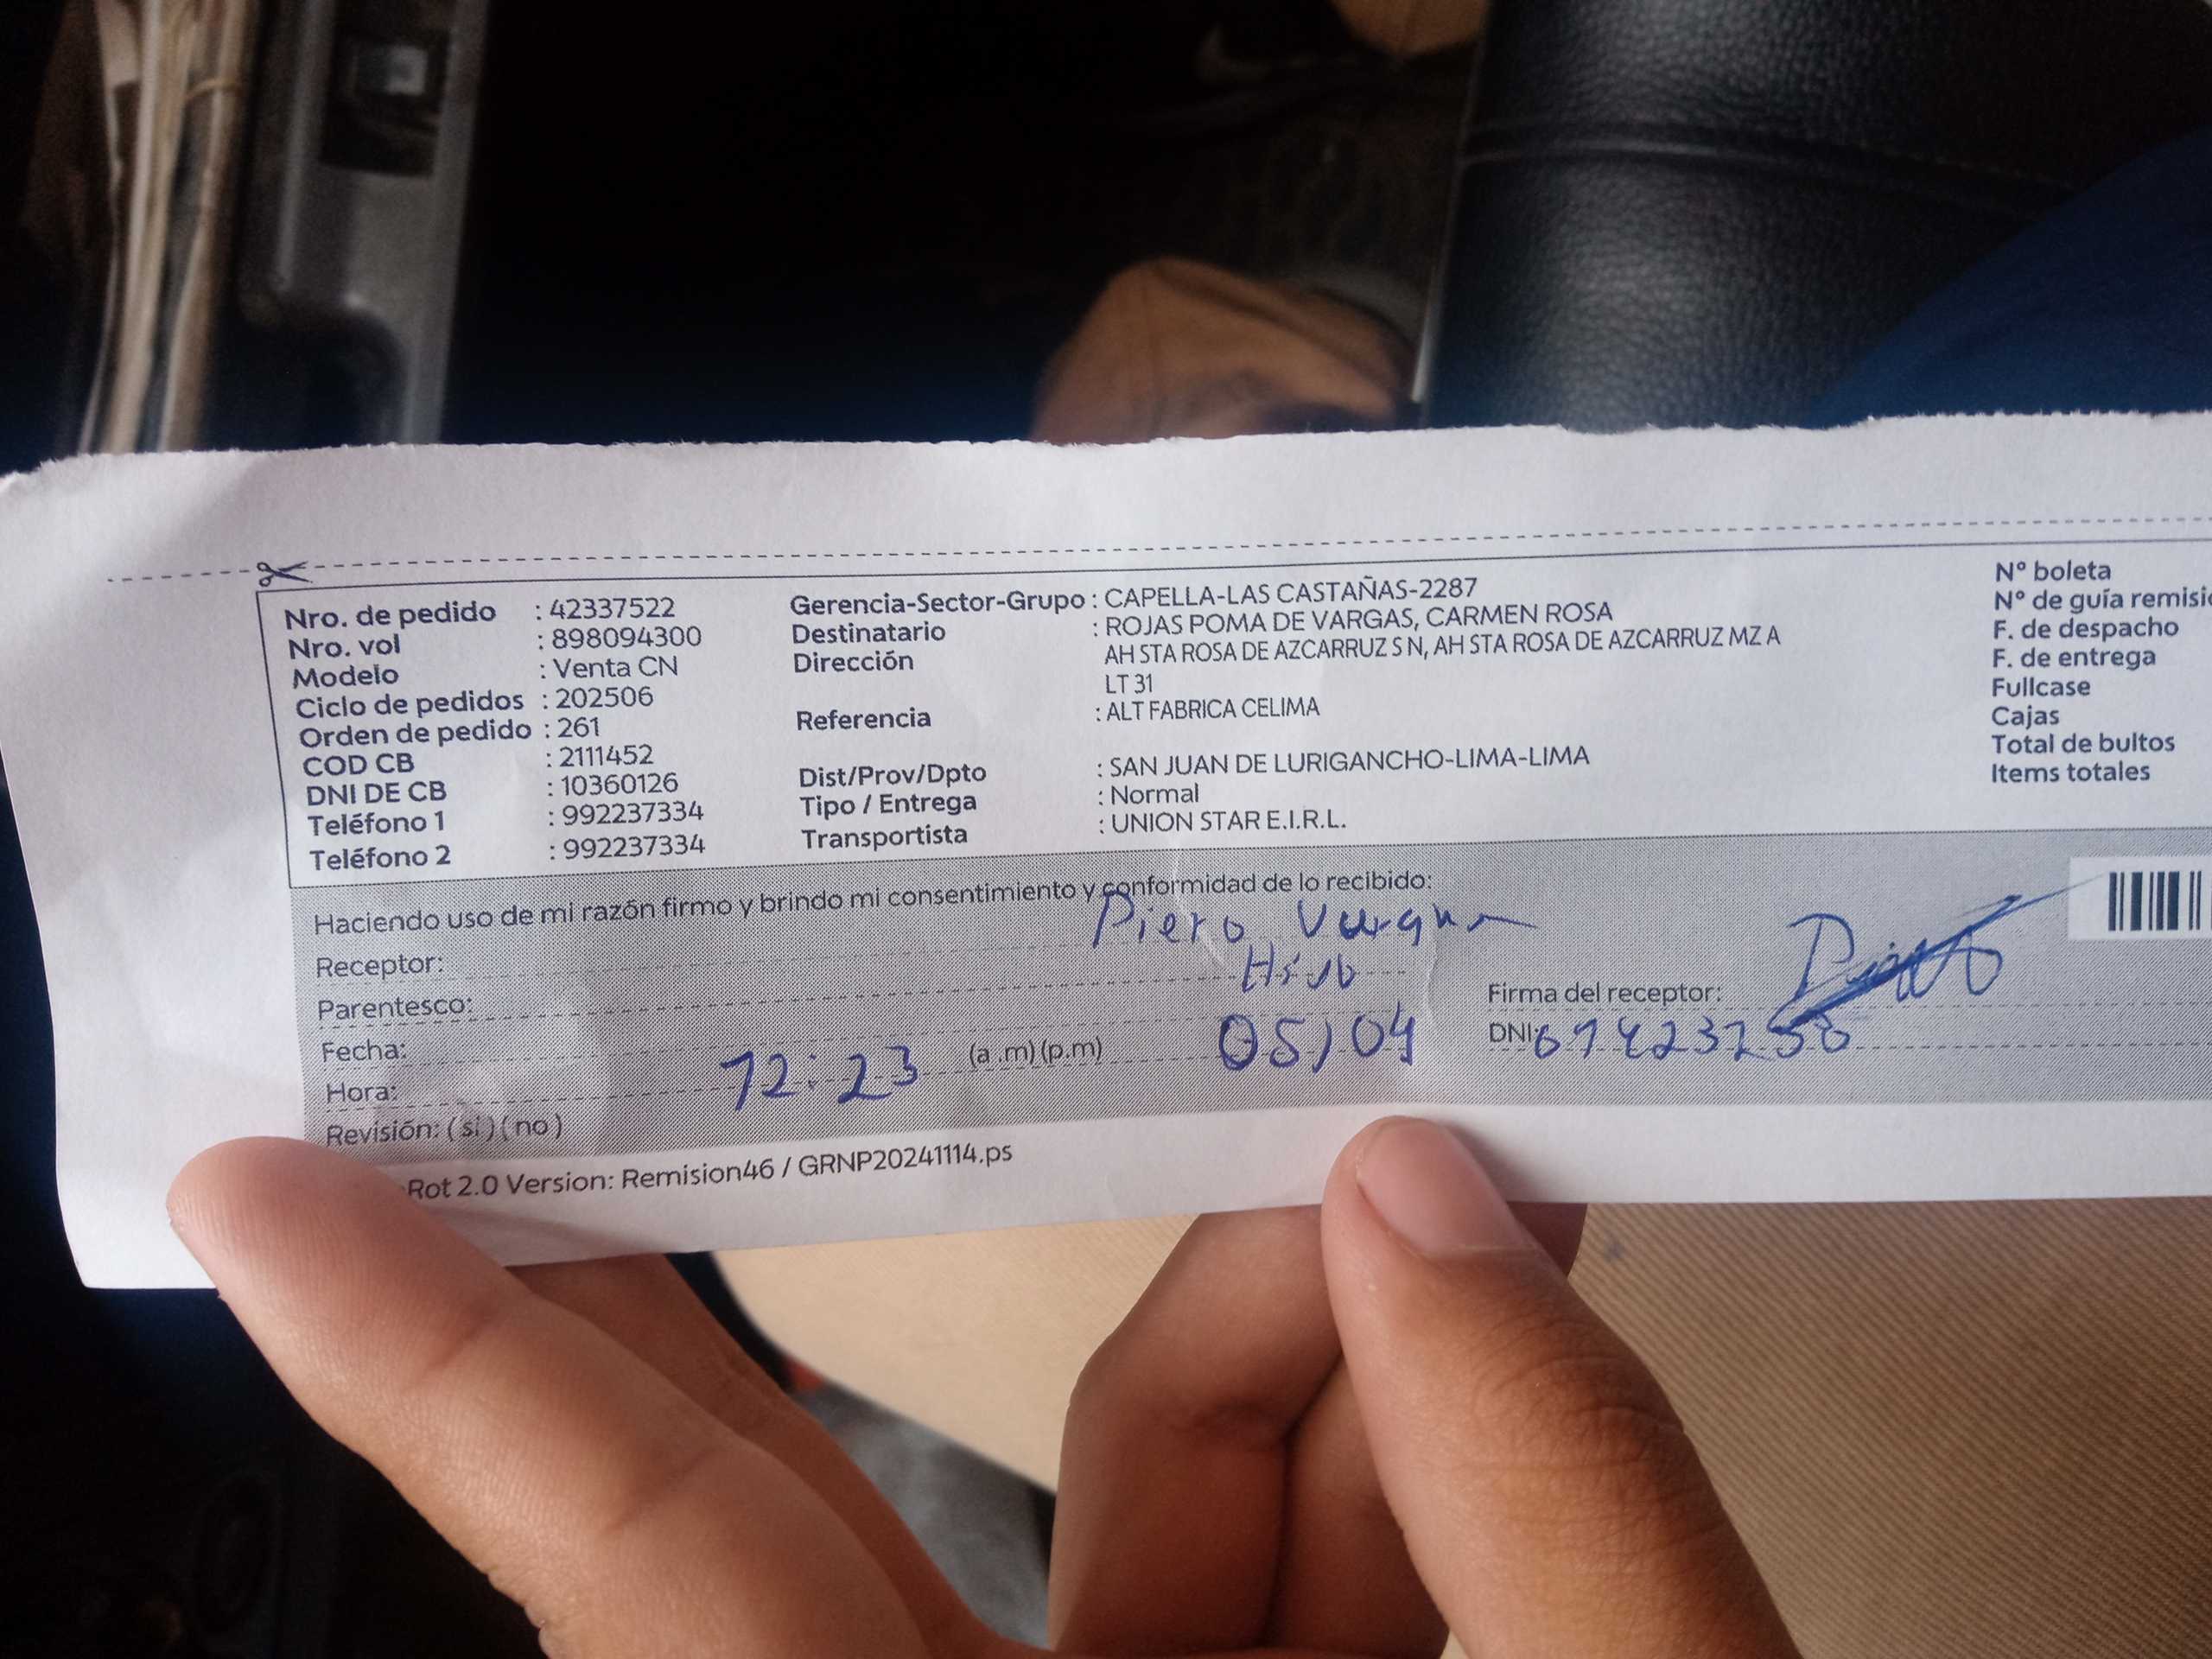 Nro. de pedido : 42337522
Nro. vol : 898094300
Modelo : Venta CN
Ciclo de pedidos : 202506
Orden de pedido : 261
COD CB : 2111452
DNI DE CB : 10360126
Teléfono 1 : 992237334
Teléfono 2 : 992237334
Gerencia-Sector-Grupo : CAPELLA-LAS CASTAÑAS-2287
Destinatario : ROJAS POMA DE VARGAS, CARMEN ROSA
Dirección AH STA ROSA DE AZCARRUZ S N, AH STA ROSA DE AZCARRUZ MZ A
LT 31
Referencia : ALT FABRICA CELIMA
Dist/Prov/Dpto : SAN JUAN DE LURIGANCHO-LIMA-LIMA
Tipo / Entrega : Normal
Transportista : UNION STAR E.I.R.L.
N° boleta
N° de guía remisi
F. de despacho
F. de entrega
Fullcase
Cajas
Total de bultos
Items totales
Haciendo uso de mi razón firmo y brindo mi consentimiento y conformidad de lo recibido:
Receptor: Piero
Parentesco:
Fecha: 05/04
Hora: 12:23 (a.m)(p.m)
Revisión: (si)(no)
Firma del receptor:
DNI:
Rot 2.0 Version: Remision46 / GRNP20241114.ps